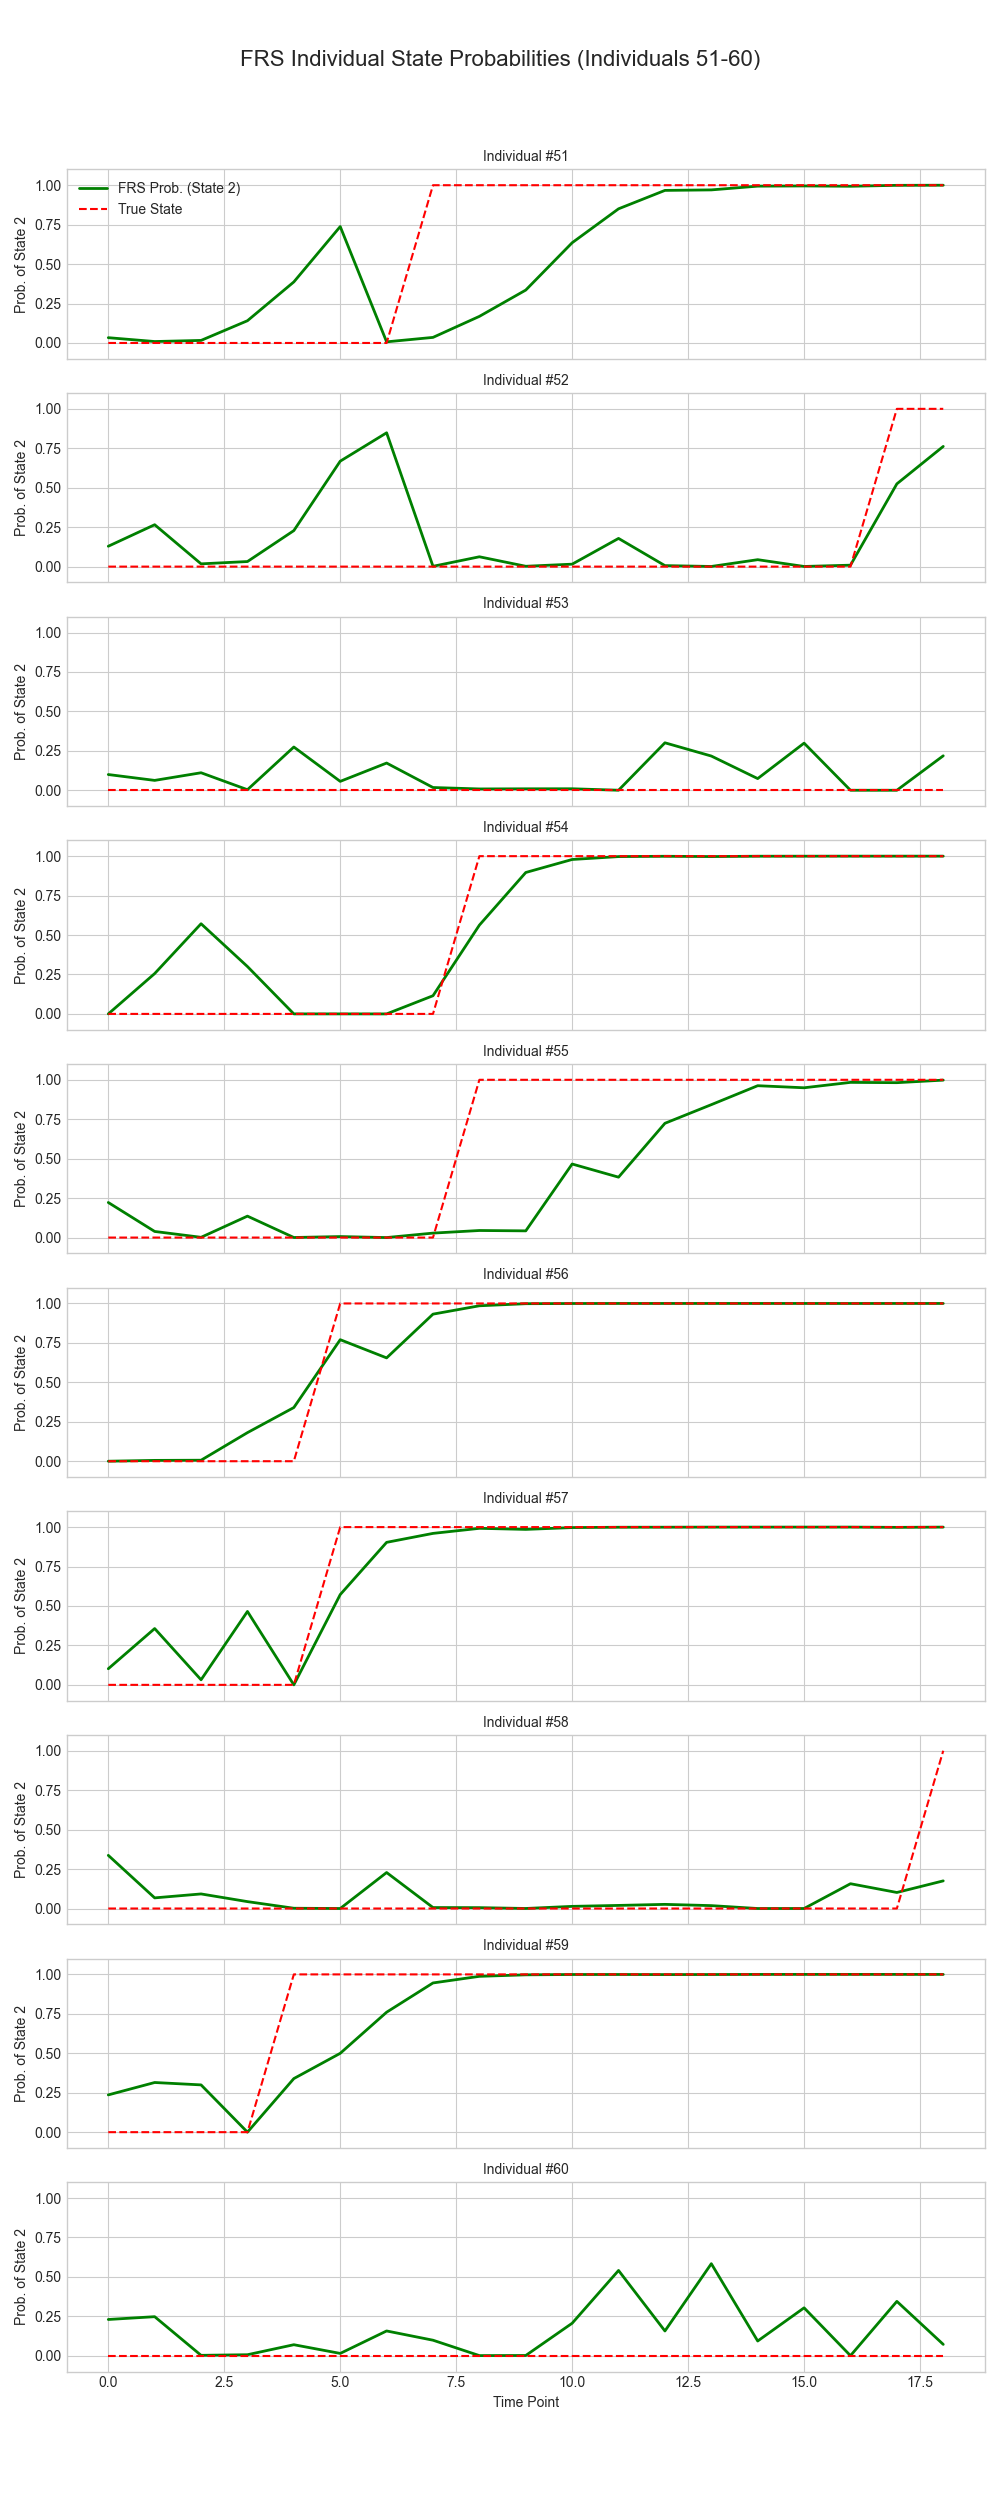 FRS Individual State Probabilities (Individuals 51-60)
Individual #51
FRS Prob. (State 2)
True State
1.00
0.75
0.50
0.25
0.00
Prob. of State 2
Individual #52
1.00
0.75
0.50
0.25
0.00
Prob. of State 2
Individual #53
1.00
0.75
0.50
0.25
0.00
Prob. of State 2
Individual #54
1.00
0.75
0.50
0.25
0.00
Prob. of State 2
Individual #55
1.00
0.75
0.50
0.25
0.00
Prob. of State 2
Individual #56
1.00
0.75
0.50
0.25
0.00
Prob. of State 2
Individual #57
1.00
0.75
0.50
0.25
0.00
Prob. of State 2
Individual #58
1.00
0.75
0.50
0.25
0.00
Prob. of State 2
Individual #59
1.00
0.75
0.50
0.25
0.00
Prob. of State 2
Individual #60
1.00
0.75
0.50
0.25
0.00
Prob. of State 2
0.0 2.5 5.0 7.5 10.0 12.5 15.0 17.5
Time Point